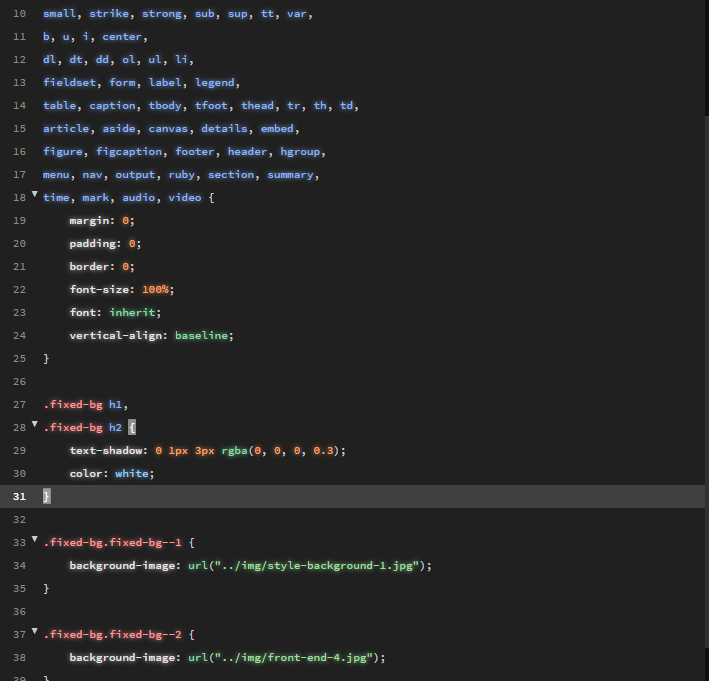 10 small, strike, strong, sub, sup, tt, var,
11 b, u, i, center,
12 dl, dt, dd, ol, ul, li,
13 fieldset, form, label, legend,
14 table, caption, tbody, tfoot, thead, tr, th, td,
15 article, aside, canvas, details, embed,
16 figure, figcaption, footer, header, hgroup,
17 menu, nav, output, ruby, section, summary,
18 time, mark, audio, video {
19     margin: 0;
20     padding: 0;
21     border: 0;
22     font-size: 100%;
23     font: inherit;
24     vertical-align: baseline;
25 }
26
27 .fixed-bg h1,
28 .fixed-bg h2 {
29     text-shadow: 0 1px 3px rgba(0, 0, 0, 0.3);
30     color: white;
31 }
32
33 .fixed-bg.fixed-bg--1 {
34     background-image: url("../img/style-background-1.jpg");
35 }
36
37 .fixed-bg.fixed-bg--2 {
38     background-image: url("../img/front-end-4.jpg");
39 }